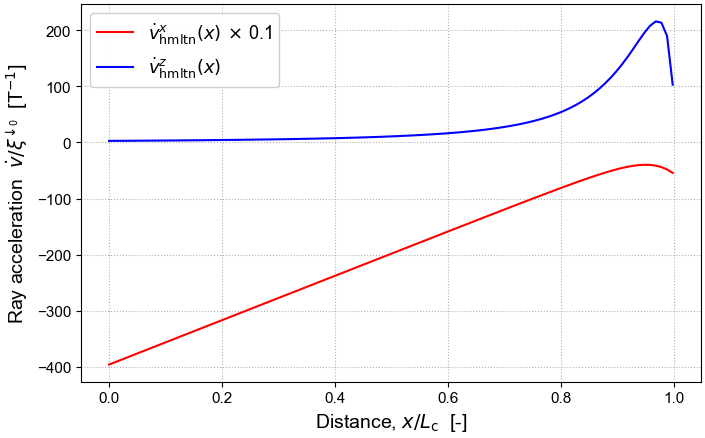 v̇ˣ_hmltn(x) × 0.1
v̇ᶻ_hmltn(x)
Ray acceleration v̇/ξ^↓₀ [T⁻¹]
200
100
0
−100
−200
−300
−400
0.0 0.2 0.4 0.6 0.8 1.0
Distance, x/L_c [-]